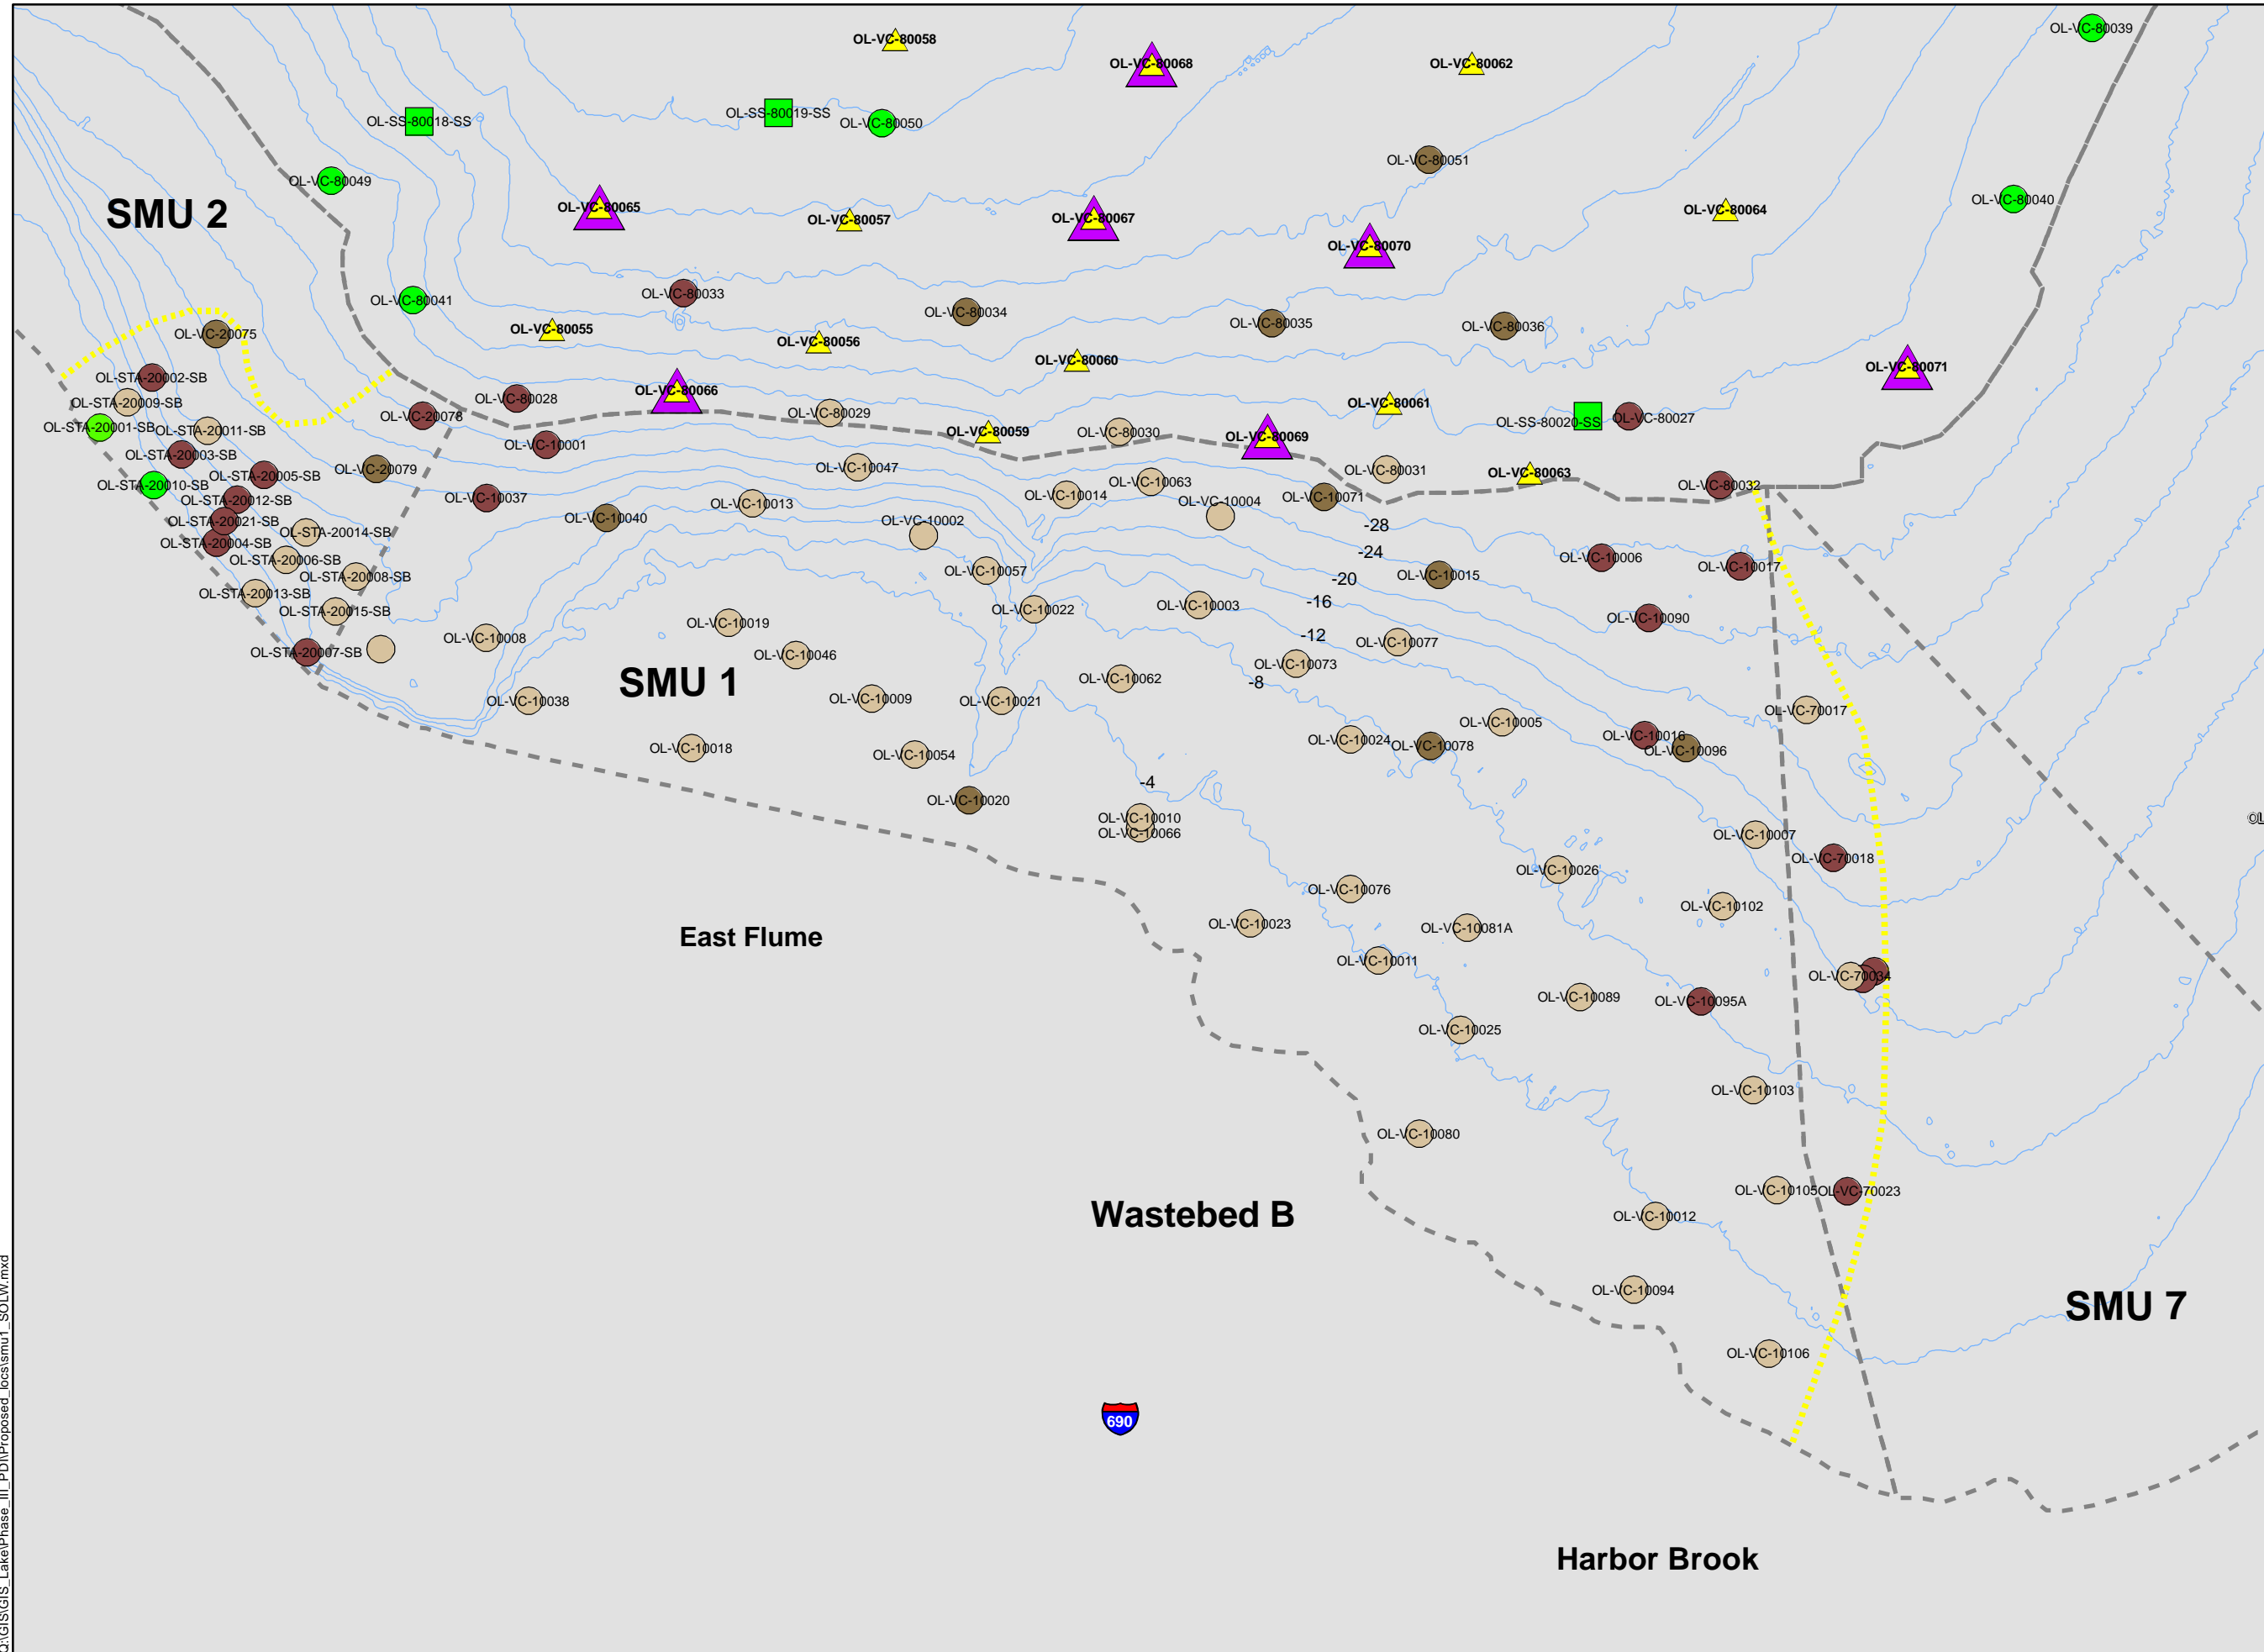 OL-VC-80039
OL-VC-80058
OL-VC-80068
OL-VC-80062
OL-SS-80018-SS
OL-SS-80019-SS
OL-VC-80050
OL-VC-80051
OL-VC-80049
OL-VC-80040
SMU 2
OL-VC-80065
OL-VC-80057
OL-VC-80067
OL-VC-80064
OL-VC-80070
OL-VC-80041
OL-VC-80033
OL-VC-80034
OL-VC-80035
OL-VC-80036
OL-VC-20075
OL-VC-80055
OL-VC-80056
OL-VC-80060
OL-VC-80071
OL-STA-20002-SB
OL-VC-80066
OL-STA-20009-SB
OL-VC-80028
OL-VC-80061
OL-VC-20078
OL-VC-80029
OL-SS-80020-SS
OL-VC-80027
OL-STA-20001-SB
OL-STA-20011-SB
OL-VC-80059
OL-VC-80030
OL-VC-80069
OL-VC-10001
OL-STA-20003-SB
OL-VC-20079
OL-VC-10047
OL-VC-80031
OL-VC-80063
OL-STA-20005-SB
OL-STA-20010-SB
OL-VC-80032
OL-VC-10063
OL-STA-20012-SB
OL-VC-10037
OL-VC-10013
OL-VC-10014
OL-VC-10004
OL-VC-10071
OL-STA-20021-SB
OL-VC-10040
OL-VC-10002
-28
OL-STA-20014-SB
OL-STA-20004-SB
-24
OL-STA-20006-SB
OL-VC-10006
OL-VC-10017
OL-STA-20008-SB
OL-VC-10057
-20
OL-VC-10015
OL-STA-20013-SB
OL-STA-20015-SB
OL-VC-10022
OL-VC-10003
-16
OL-VC-10019
OL-VC-10090
OL-VC-10008
-12
OL-VC-10077
OL-STA-20007-SB
OL-VC-10046
OL-VC-10073
SMU 1
OL-VC-10062
-8
OL-VC-10038
OL-VC-10009
OL-VC-10021
OL-VC-70017
OL-VC-10005
OL-VC-10018
OL-VC-10054
OL-VC-10024
OL-VC-10078
OL-VC-10016
OL-VC-10096
-4
OL-VC-10020
OL-VC-10010
OL-VC-10066
OL
OL-VC-10007
OL-VC-70018
OL-VC-10026
OL-VC-10076
OL-VC-10102
East Flume
OL-VC-10023
OL-VC-10081A
OL-VC-10011
OL-VC-70034
OL-VC-10089
OL-VC-10095A
OL-VC-10025
OL-VC-10103
OL-VC-10080
OL-VC-10105
OL-VC-70023
Wastebed B
OL-VC-10012
OL-VC-10094
SMU 7
OL-VC-10106
690
Harbor Brook
Q:\GIS\GIS_Lake\Phase_III_PDI\Proposed_locs\smu1_SOLW.mxd